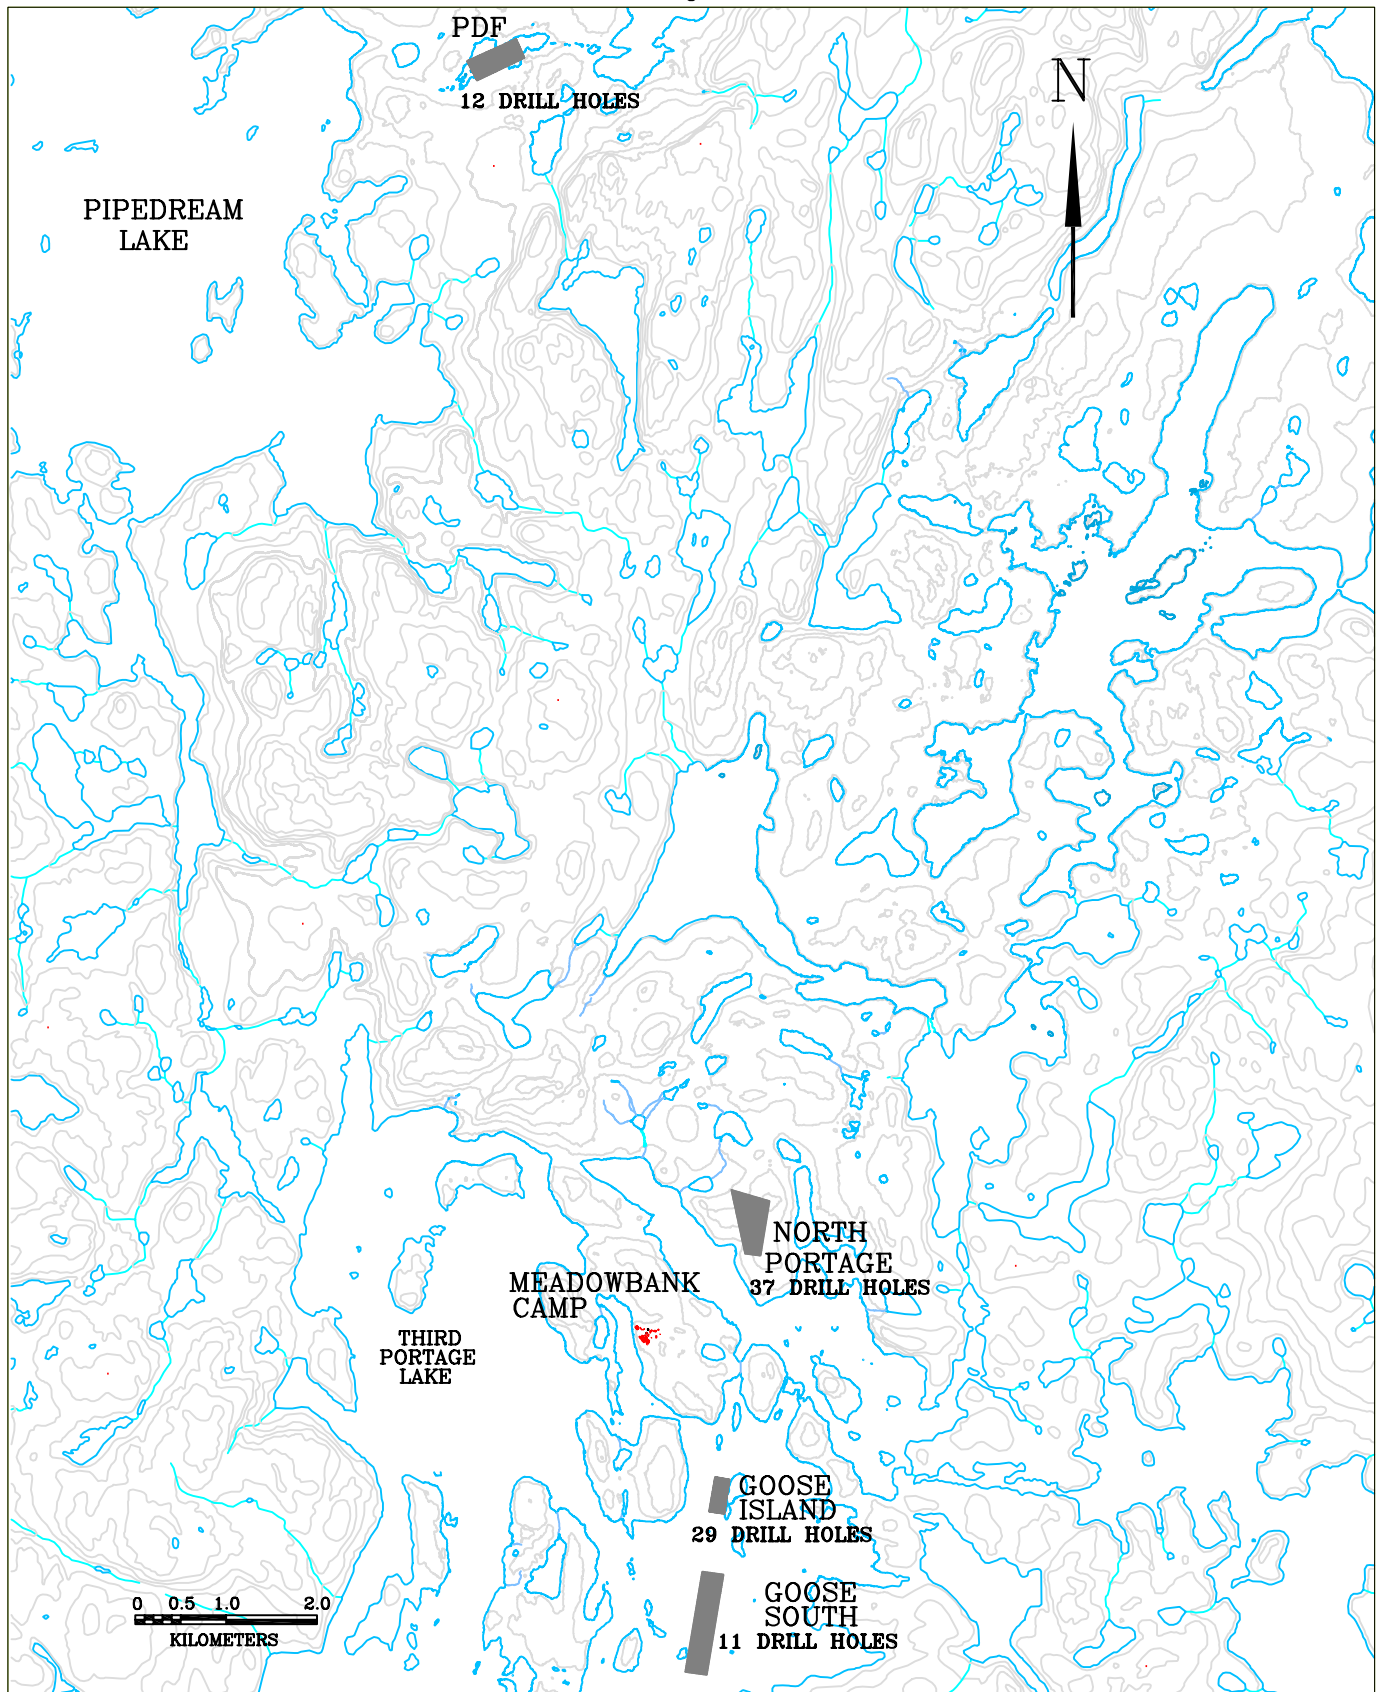 PDF
12 DRILL HOLES
N
PIPEDREAM
LAKE
NORTH
PORTAGE
37 DRILL HOLES
MEADOWBANK
CAMP
THIRD
PORTAGE
LAKE
GOOSE
ISLAND
29 DRILL HOLES
GOOSE
SOUTH
11 DRILL HOLES
0 0.5 1.0 2.0
KILOMETERS